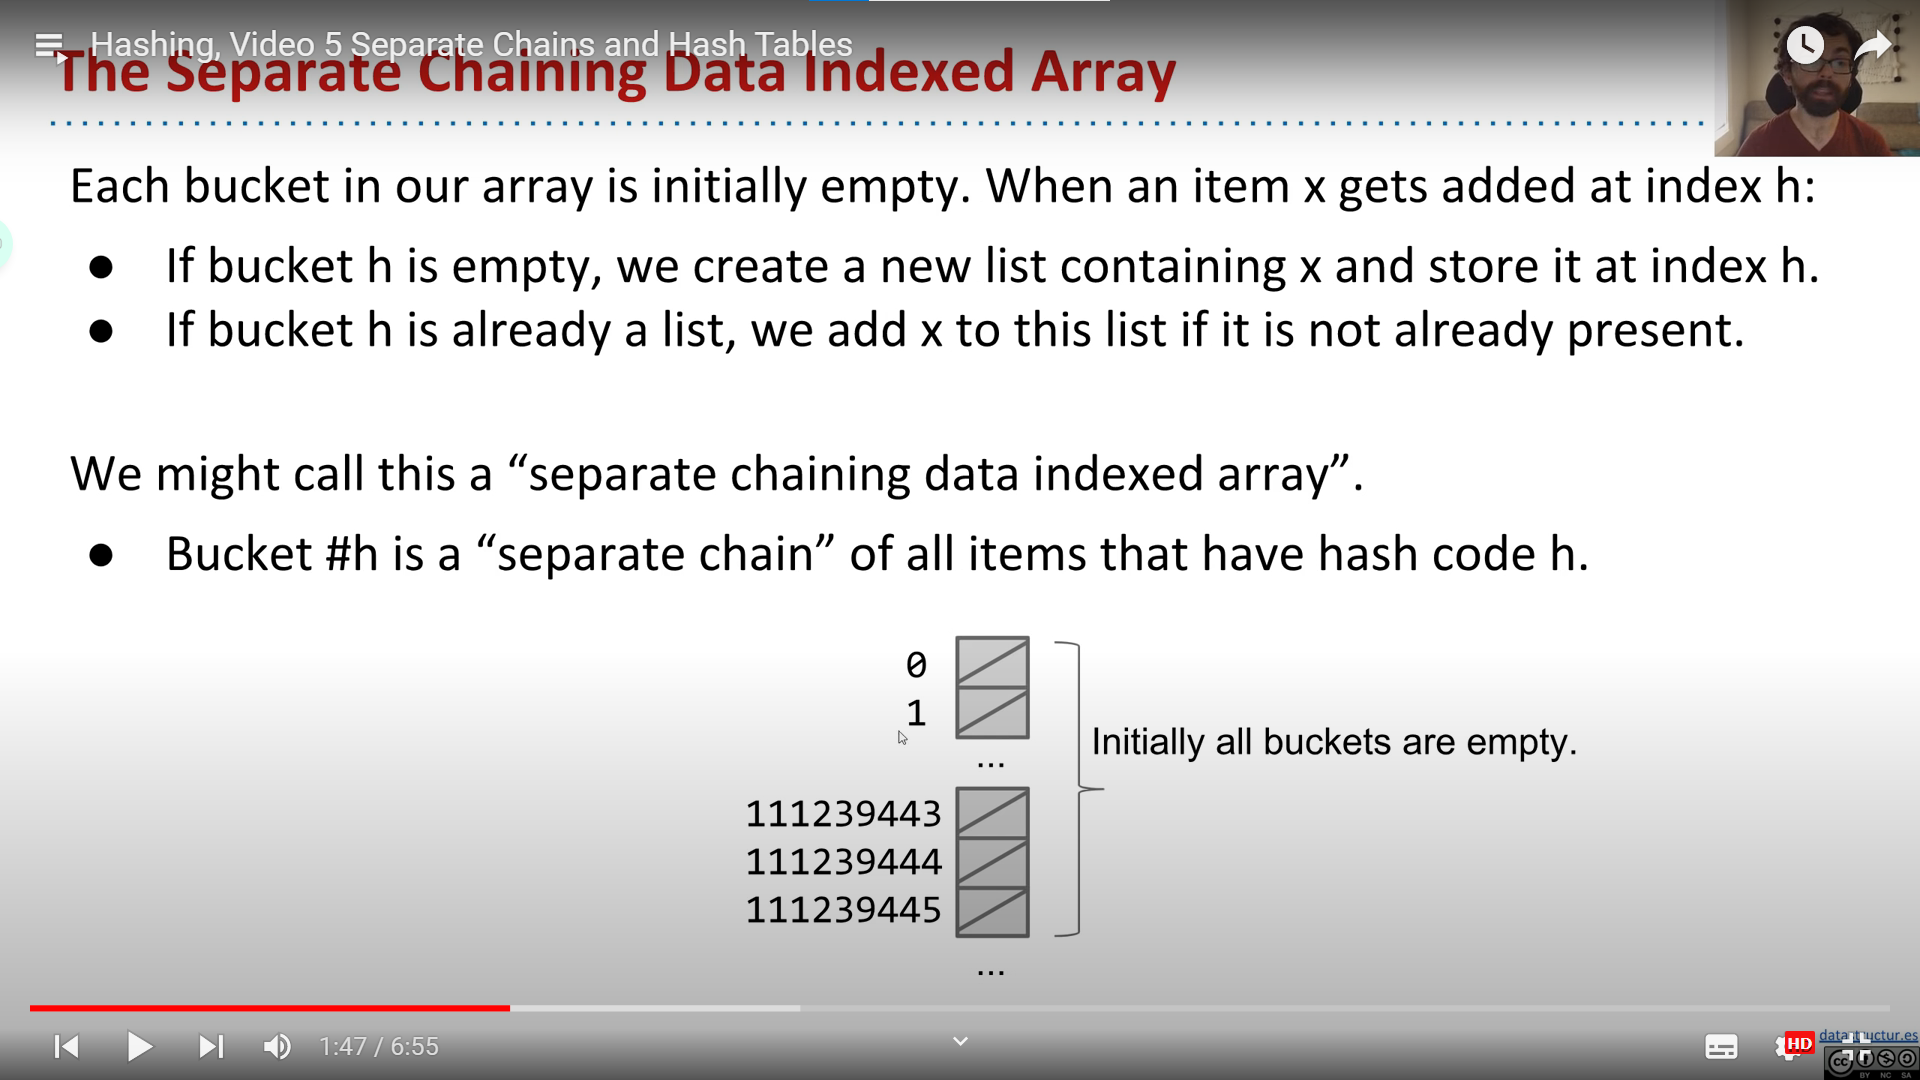 Hashing, Video 5 Separate Chains and Hash Tables
The Separate Chaining Data Indexed Array
Each bucket in our array is initially empty. When an item x gets added at index h:
● If bucket h is empty, we create a new list containing x and store it at index h.
● If bucket h is already a list, we add x to this list if it is not already present.
We might call this a “separate chaining data indexed array”.
● Bucket #h is a “separate chain” of all items that have hash code h.
0
1
...
Initially all buckets are empty.
111239443
111239444
111239445
...
1:47 / 6:55
HD
datastructur.es
cc
BY NC SA